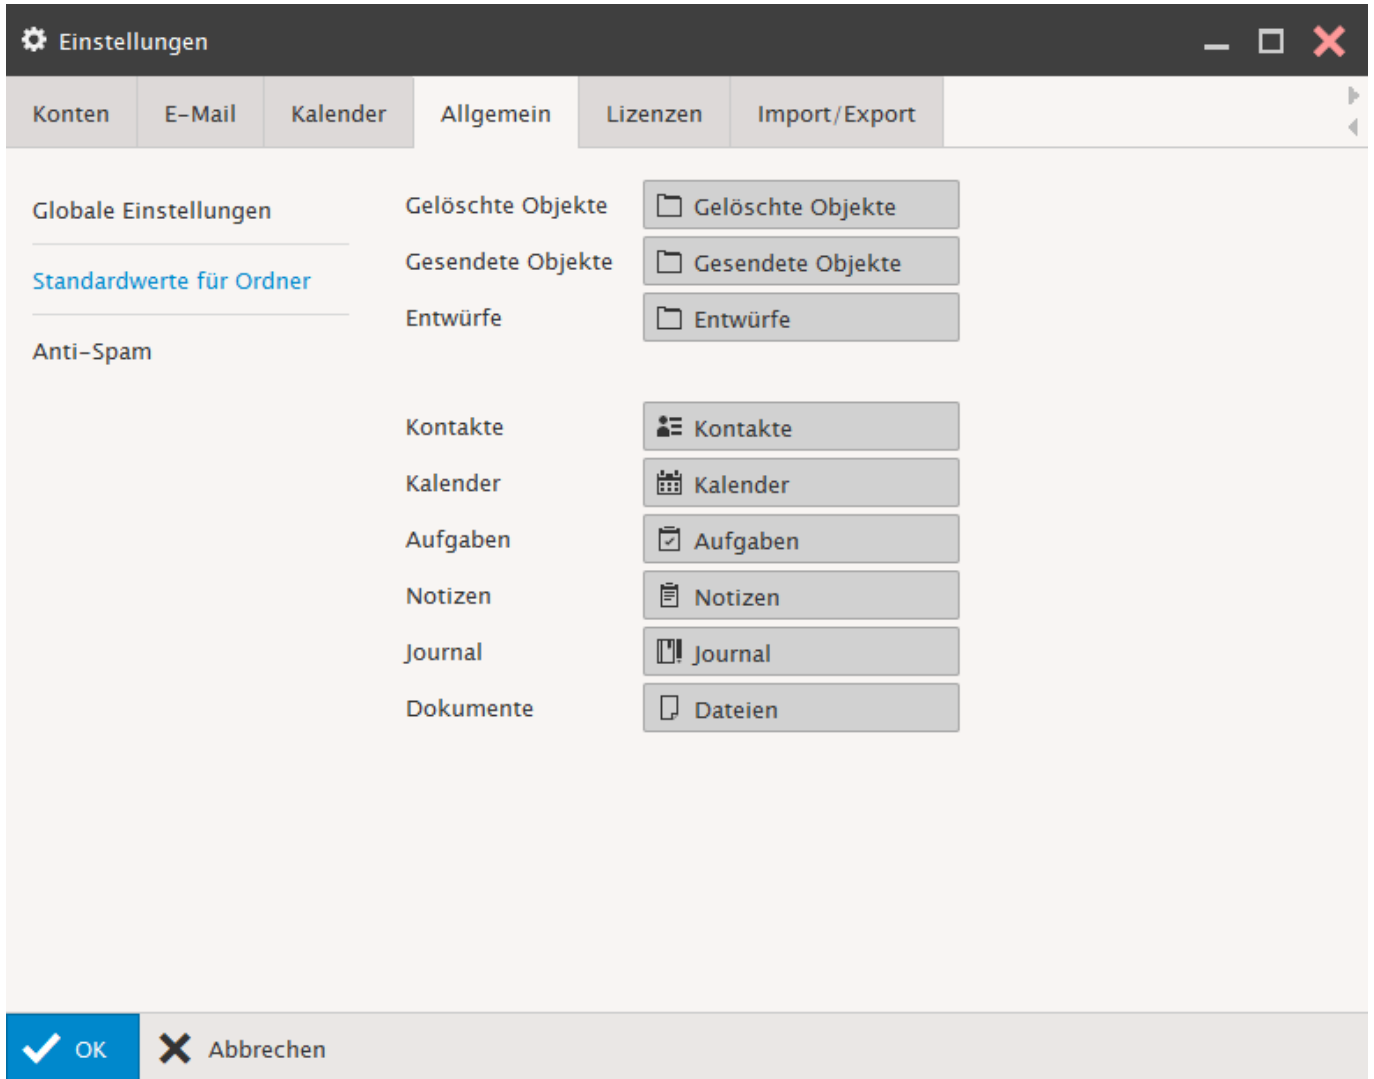 Einstellungen
Konten E-Mail Kalender Allgemein Lizenzen Import/Export
Globale Einstellungen
Standardwerte für Ordner
Anti-Spam
Gelöschte Objekte Gelöschte Objekte
Gesendete Objekte Gesendete Objekte
Entwürfe Entwürfe
Kontakte Kontakte
Kalender Kalender
Aufgaben Aufgaben
Notizen Notizen
Journal Journal
Dokumente Dateien
OK Abbrechen